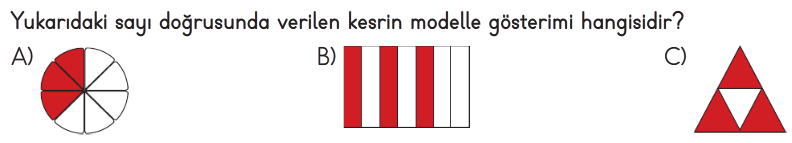 Yukarıdaki sayı doğrusunda verilen kesrin modelle gösterimi hangisidir?
A) B) C)